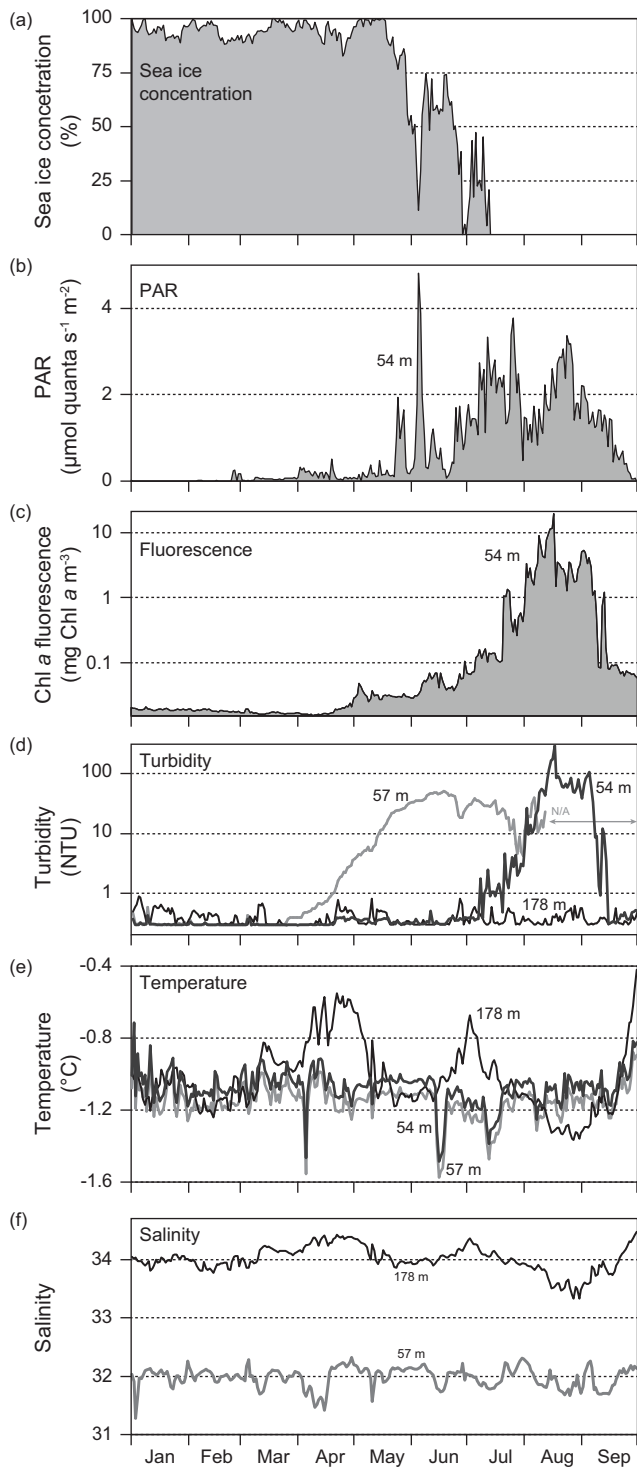 (a)
Sea ice concetration
(%)
100
75
50
25
0
Sea ice
concentration
(b)
PAR
(µmol quanta s-1 m-2)
4
2
0
PAR
54 m
(c)
Chl a fluorescence
(mg Chl a m-3)
10
1
0.1
Fluorescence
54 m
(d)
Turbidity
(NTU)
100
10
1
Turbidity
57 m
54 m
N/A
178 m
(e)
Temperature
(°C)
-0.4
-0.8
-1.2
-1.6
Temperature
178 m
54 m
57 m
(f)
Salinity
34
33
32
31
Salinity
178 m
57 m
Jan Feb Mar Apr May Jun Jul Aug Sep